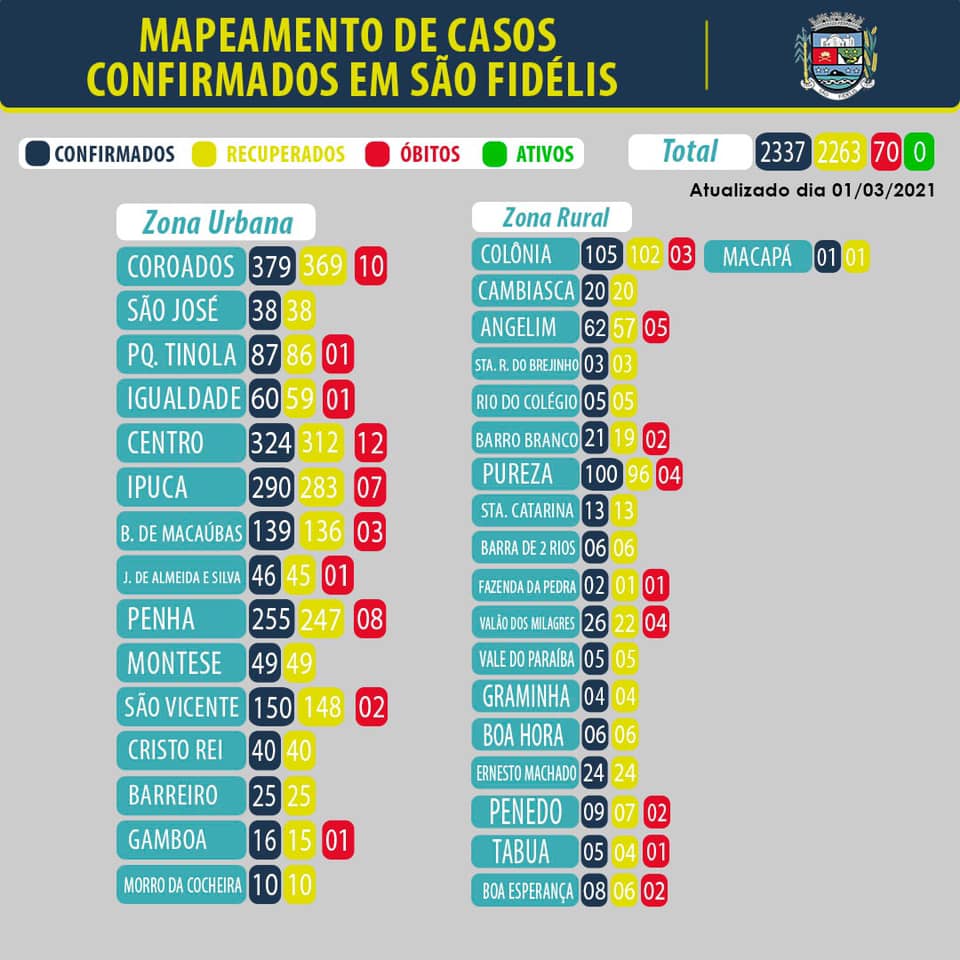 MAPEAMENTO DE CASOS
CONFIRMADOS EM SÃO FIDÉLIS
CONFIRMADOS RECUPERADOS ÓBITOS ATIVOS
Total 2337 2263 70 0
Atualizado dia 01/03/2021
Zona Urbana
COROADOS 379 369 10
SÃO JOSÉ 38 38
PQ. TINOLA 87 86 01
IGUALDADE 60 59 01
CENTRO 324 312 12
IPUCA 290 283 07
B. DE MACAÚBAS 139 136 03
J. DE ALMEIDA E SILVA 46 45 01
PENHA 255 247 08
MONTESE 49 49
SÃO VICENTE 150 148 02
CRISTO REI 40 40
BARREIRO 25 25
GAMBOA 16 15 01
MORRO DA COCHEIRA 10 10
Zona Rural
COLÔNIA 105 102 03
CAMBIASCA 20 20
ANGELIM 62 57 05
STA. R. DO BREJINHO 03 03
RIO DO COLÉGIO 05 05
BARRO BRANCO 21 19 02
PUREZA 100 96 04
STA. CATARINA 13 13
BARRA DE 2 RIOS 06 06
FAZENDA DA PEDRA 02 01 01
VALÃO DOS MILAGRES 26 22 04
VALE DO PARAÍBA 05 05
GRAMINHA 04 04
BOA HORA 06 06
ERNESTO MACHADO 24 24
PENEDO 09 07 02
TABUA 05 04 01
BOA ESPERANÇA 08 06 02
MACAPÁ 01 01